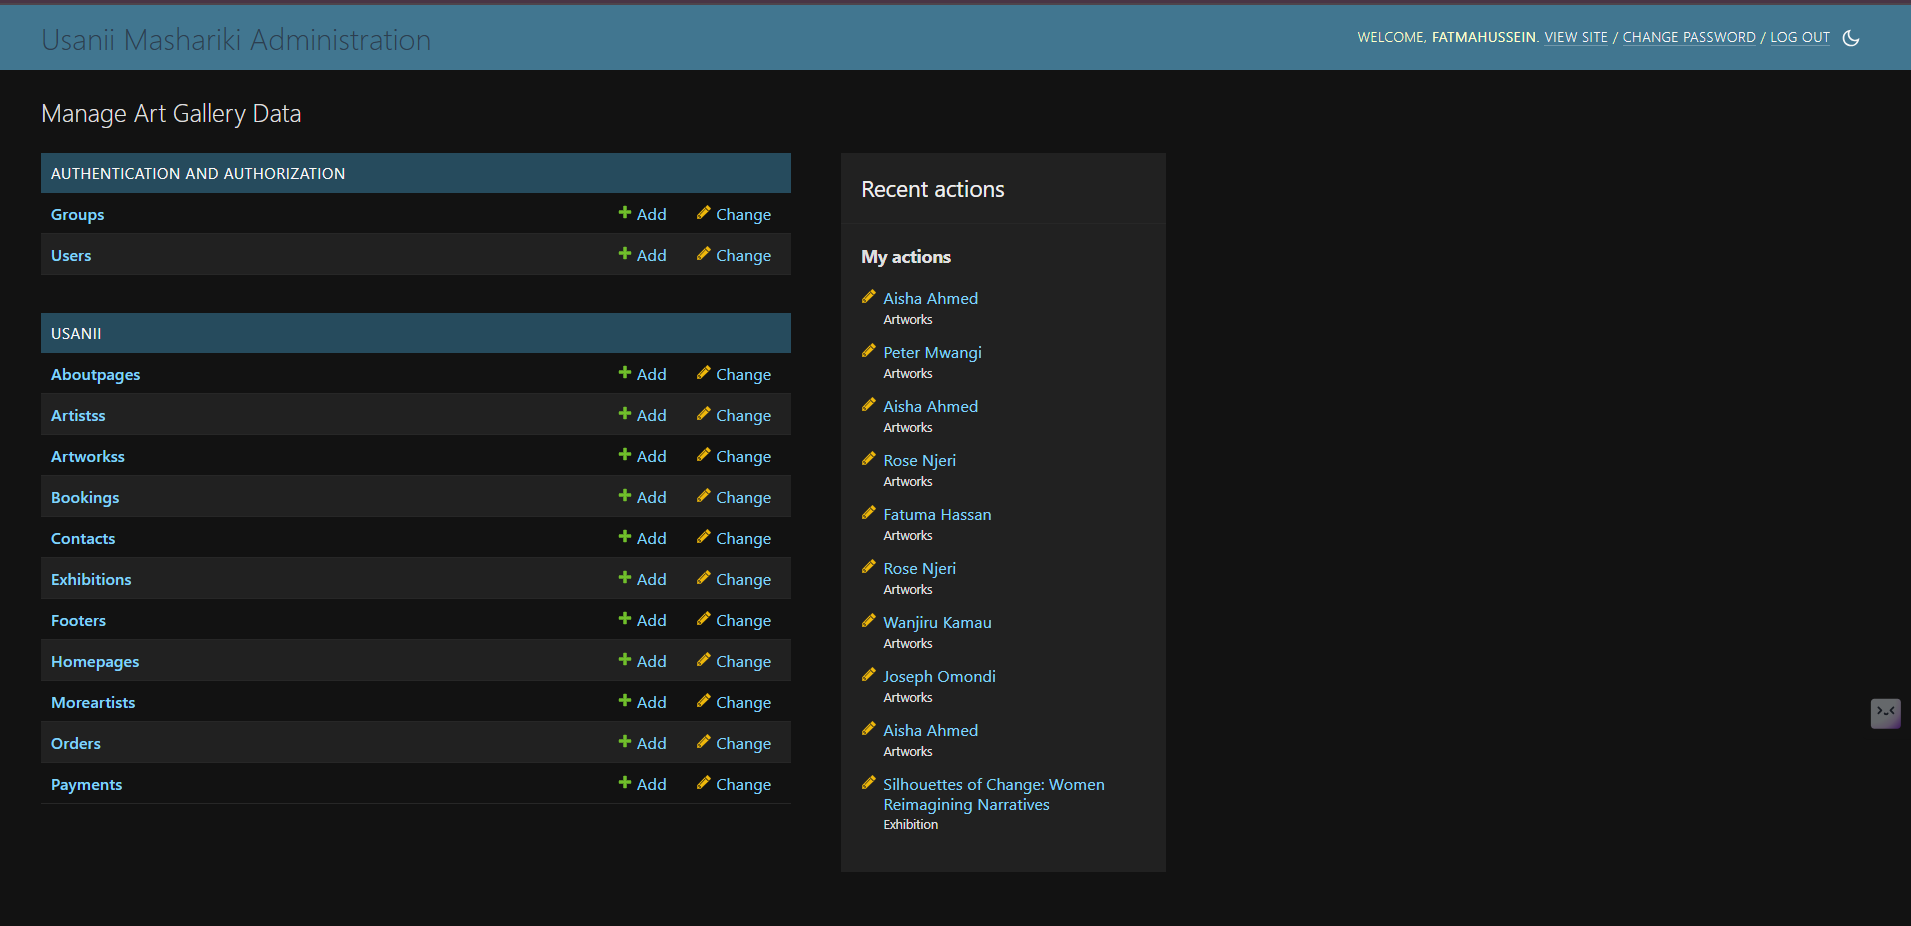 Usanii Mashariki Administration
WELCOME, FATMAHUSSEIN. VIEW SITE / CHANGE PASSWORD / LOG OUT
Manage Art Gallery Data
AUTHENTICATION AND AUTHORIZATION
Groups Add Change
Users Add Change
USANII
Aboutpages Add Change
Artistss Add Change
Artworkss Add Change
Bookings Add Change
Contacts Add Change
Exhibitions Add Change
Footers Add Change
Homepages Add Change
Moreartists Add Change
Orders Add Change
Payments Add Change
Recent actions
My actions
Aisha Ahmed
Artworks
Peter Mwangi
Artworks
Aisha Ahmed
Artworks
Rose Njeri
Artworks
Fatuma Hassan
Artworks
Rose Njeri
Artworks
Wanjiru Kamau
Artworks
Joseph Omondi
Artworks
Aisha Ahmed
Artworks
Silhouettes of Change: Women
Reimagining Narratives
Exhibition